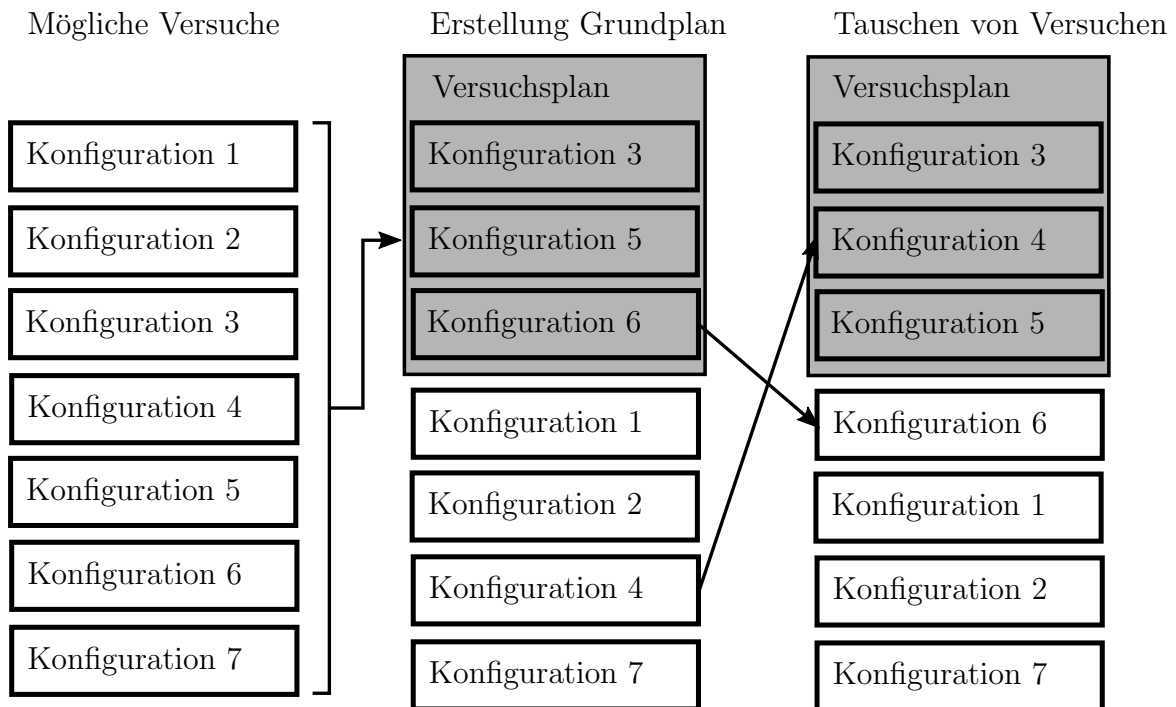 Mögliche Versuche
Konfiguration 1
Konfiguration 2
Konfiguration 3
Konfiguration 4
Konfiguration 5
Konfiguration 6
Konfiguration 7
Erstellung Grundplan
Versuchsplan
Konfiguration 3
Konfiguration 5
Konfiguration 6
Konfiguration 1
Konfiguration 2
Konfiguration 4
Konfiguration 7
Tauschen von Versuchen
Versuchsplan
Konfiguration 3
Konfiguration 4
Konfiguration 5
Konfiguration 6
Konfiguration 1
Konfiguration 2
Konfiguration 7